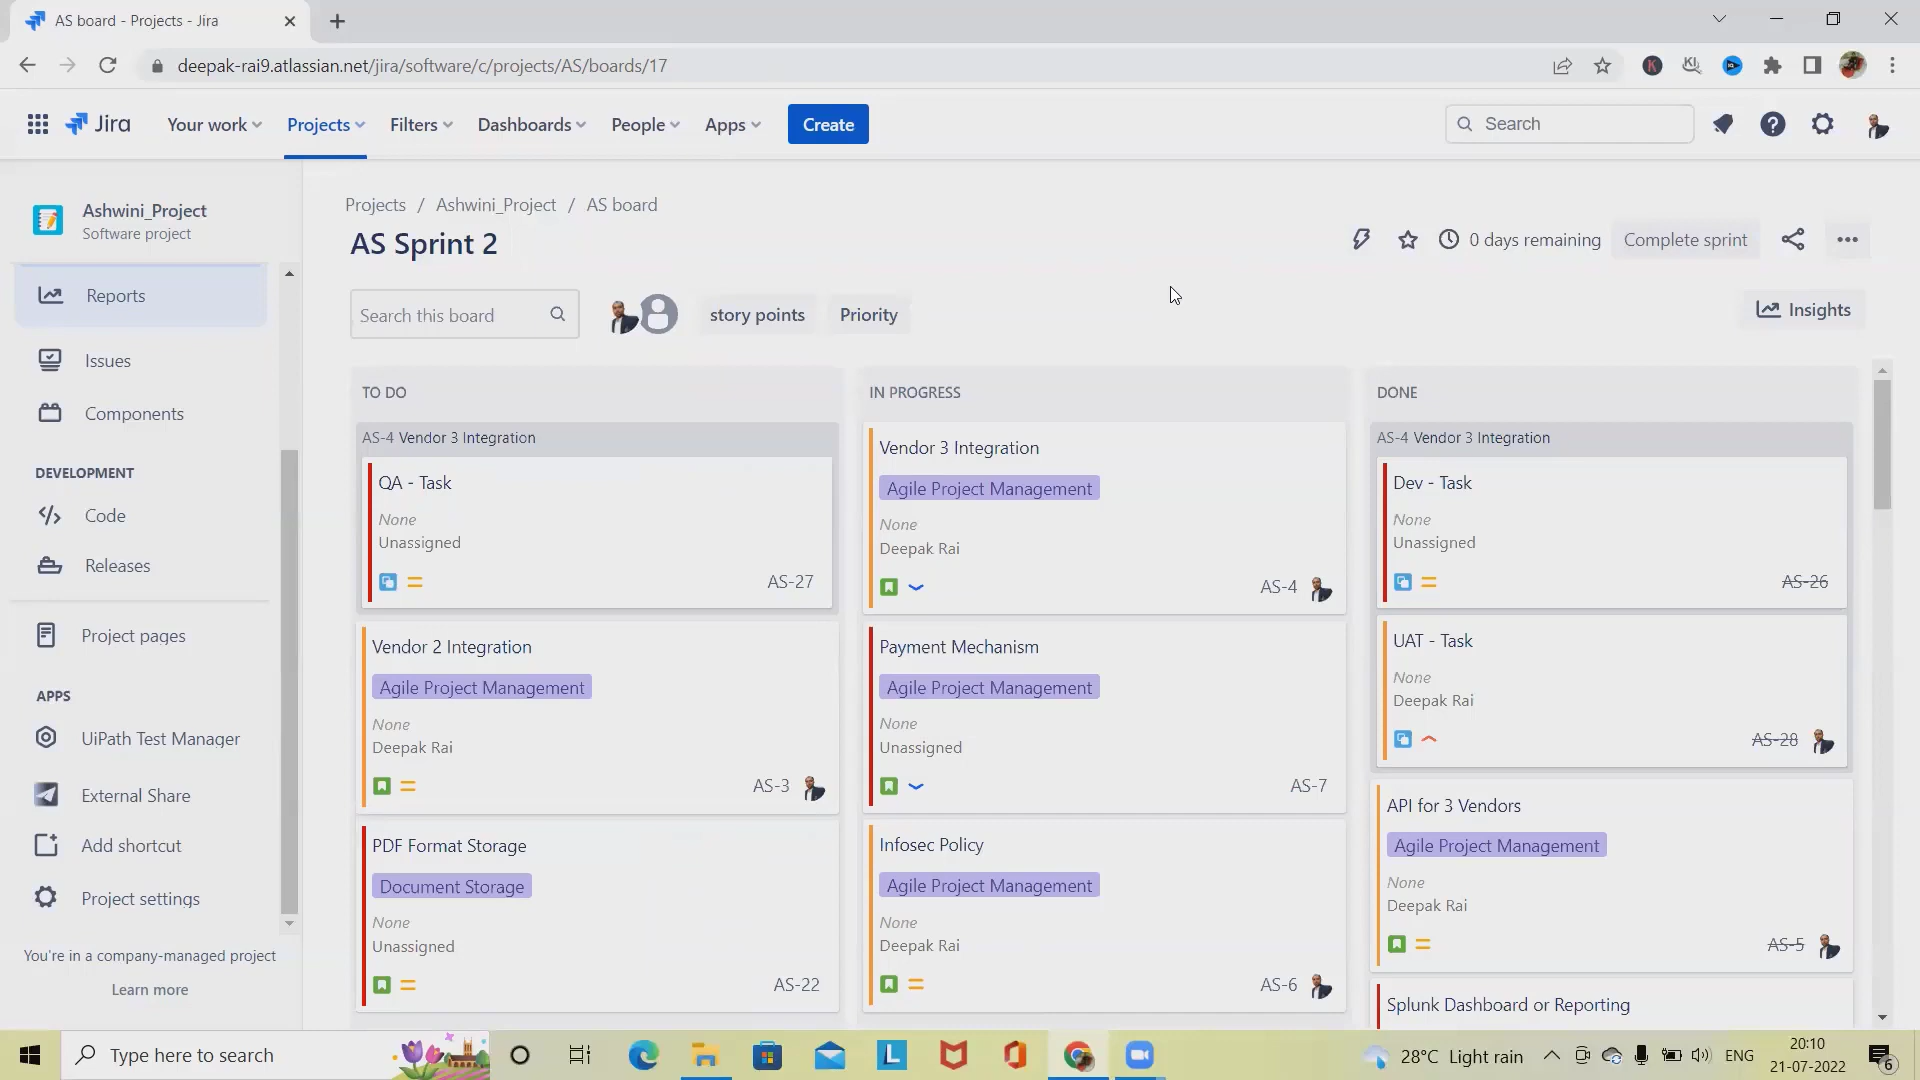 AS board - Projects - Jira
deepak-rai9.atlassian.net/jira/software/c/projects/AS/boards/17
Jira
Your work
Projects
Filters
Dashboards
People
Apps
Create
Search
Ashwini_Project
Software project
Reports
Issues
Components
DEVELOPMENT
Code
Releases
Project pages
APPS
UiPath Test Manager
External Share
Add shortcut
Project settings
You're in a company-managed project
Learn more
Projects / Ashwini_Project / AS board
AS Sprint 2
0 days remaining
Complete sprint
Search this board
story points
Priority
Insights
TO DO
AS-4 Vendor 3 Integration
QA - Task
None
Unassigned
AS-27
Vendor 2 Integration
Agile Project Management
None
Deepak Rai
AS-3
PDF Format Storage
Document Storage
None
Unassigned
AS-22
IN PROGRESS
Vendor 3 Integration
Agile Project Management
None
Deepak Rai
AS-4
Payment Mechanism
Agile Project Management
None
Unassigned
AS-7
Infosec Policy
Agile Project Management
None
Deepak Rai
AS-6
DONE
AS-4 Vendor 3 Integration
Dev - Task
None
Unassigned
AS-26
UAT - Task
None
Deepak Rai
AS-28
API for 3 Vendors
Agile Project Management
None
Deepak Rai
AS-5
Splunk Dashboard or Reporting
Type here to search
28°C Light rain
ENG
20:10
21-07-2022
6